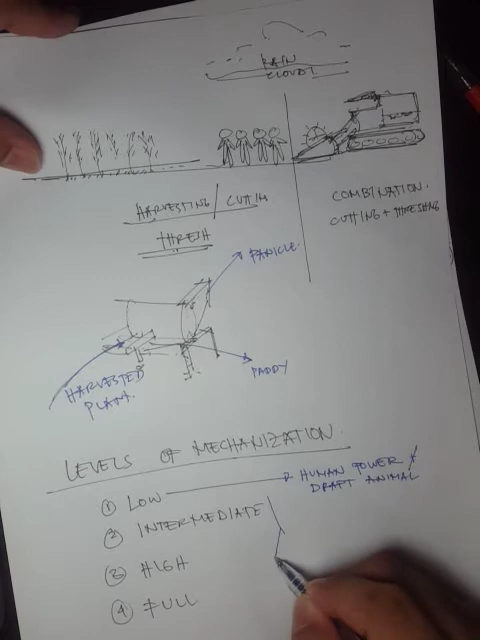 RAIN
CLOUD!
HARVESTING/CUTTING
THRESH
COMBINATION.
CUTTING + THRESHING
PANICLE.
HARVESTED
PLATA.
PADDY
LEVELS OF MECHANIZATION.
① LOW
HUMAN POWER /
DRAFT ANIMAL
② INTERMEDIATE
③ HIGH
④ FULL